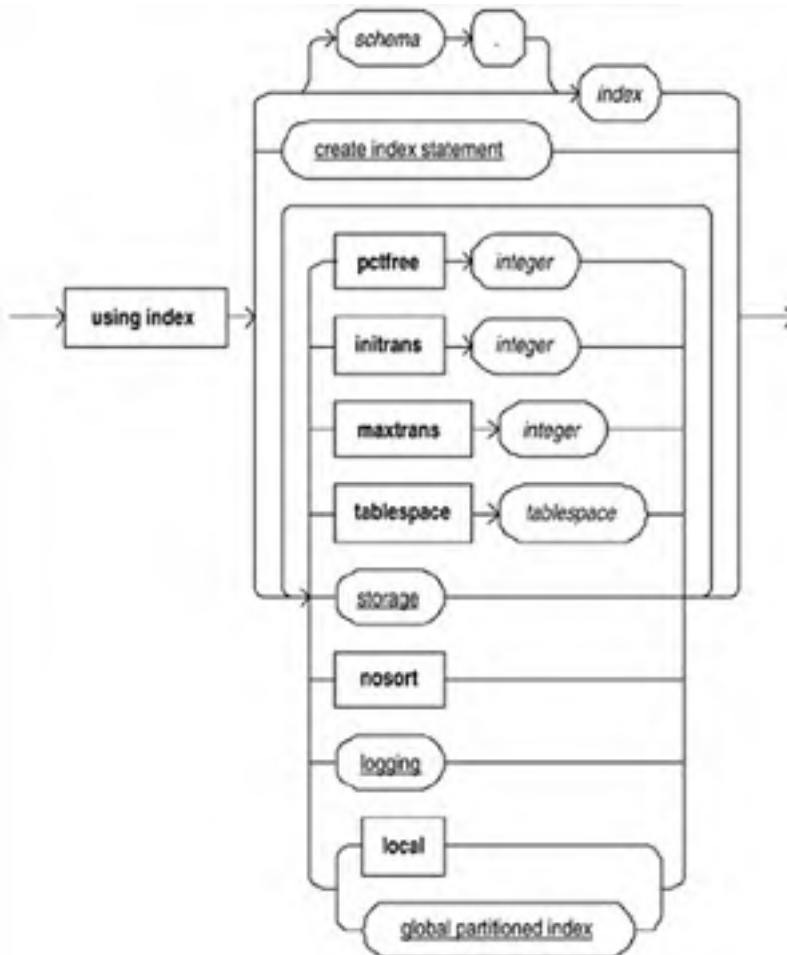 schema .
index
create index statement
pctfree integer
using index
initrans integer
maxtrans integer
tablespace tablespace
storage
nosort
logging
local
global partitioned index